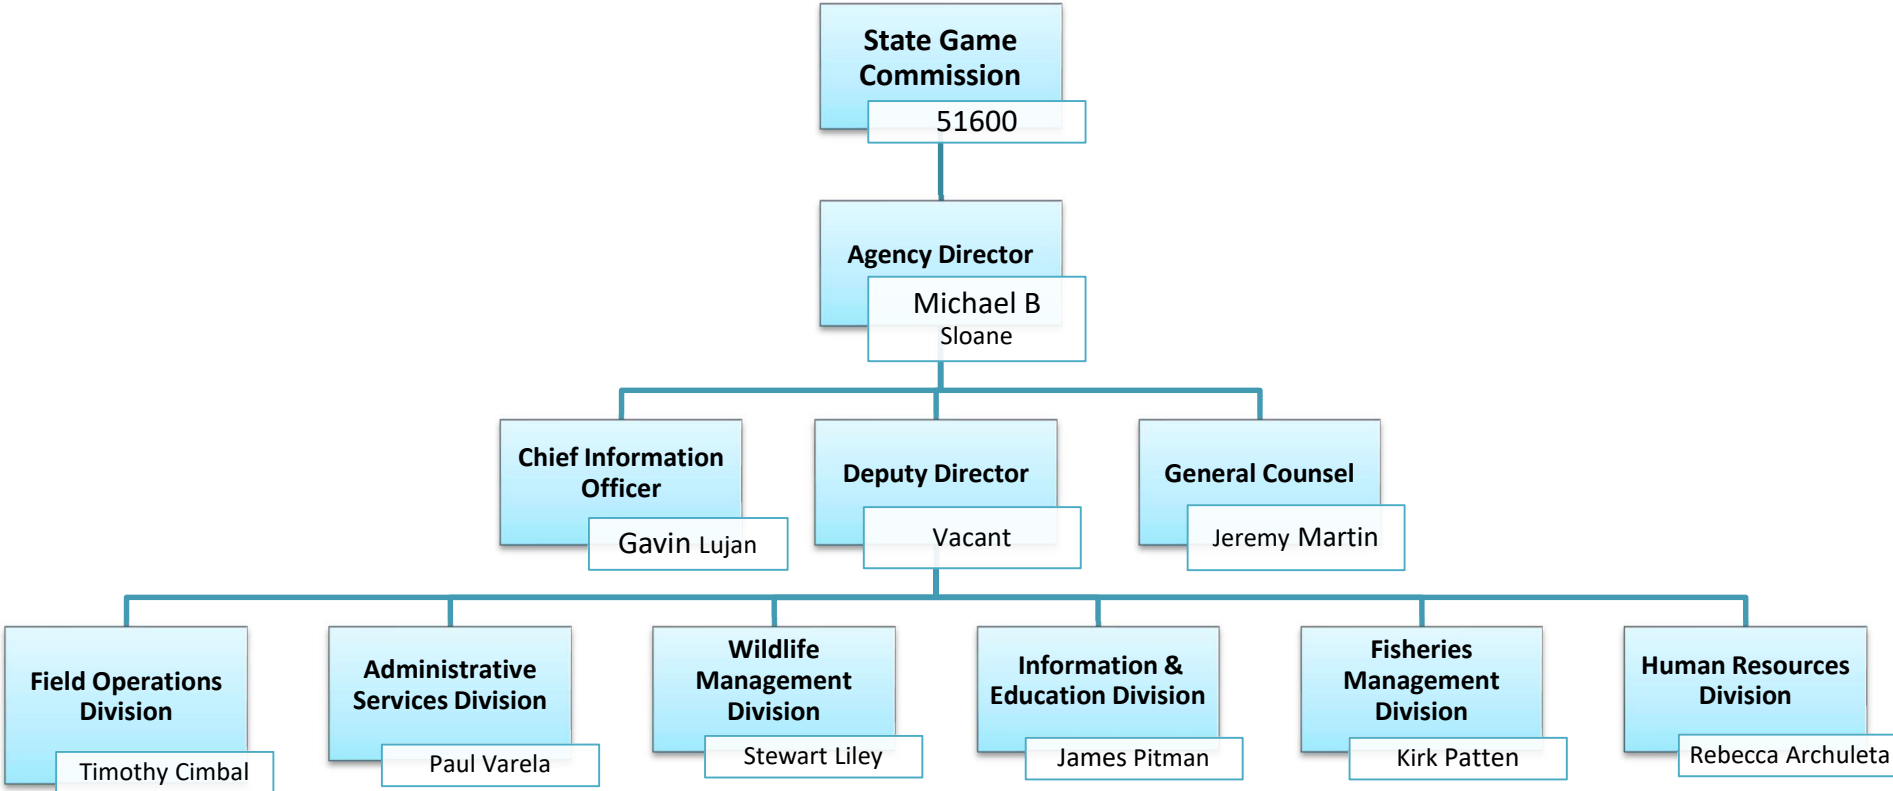 State Game
Commission
51600
Agency Director
Michael B
Sloane
Chief Information
Officer
Gavin Lujan
Deputy Director
Vacant
General Counsel
Jeremy Martin
Field Operations
Division
Timothy Cimbal
Administrative
Services Division
Paul Varela
Wildlife
Management
Division
Stewart Liley
Information &
Education Division
James Pitman
Fisheries
Management
Division
Kirk Patten
Human Resources
Division
Rebecca Archuleta